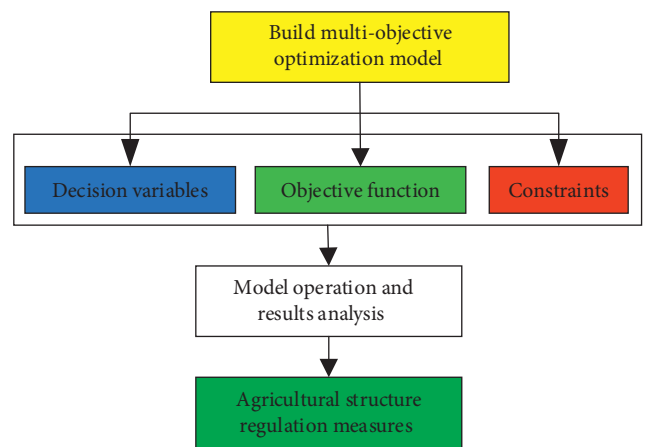 Build multi-objective
optimization model
Decision variables
Objective function
Constraints
Model operation and
results analysis
Agricultural structure
regulation measures